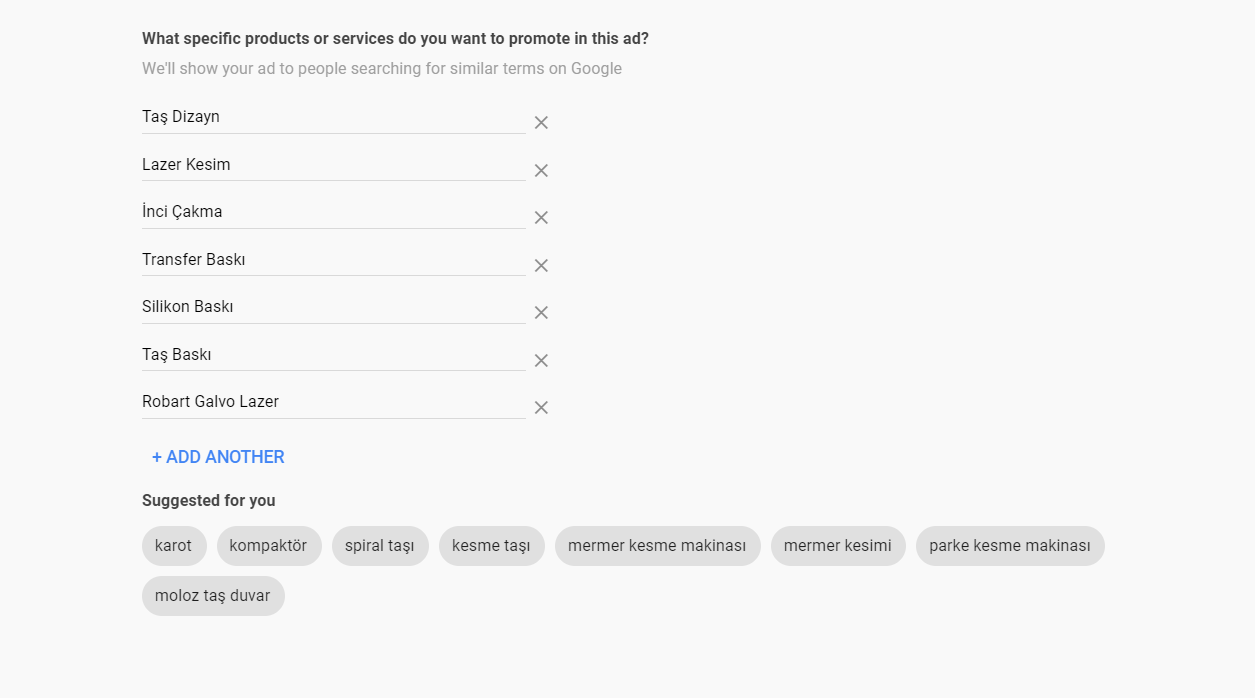 What specific products or services do you want to promote in this ad?
We'll show your ad to people searching for similar terms on Google
Taş Dizayn
Lazer Kesim
İnci Çakma
Transfer Baskı
Silikon Baskı
Taş Baskı
Robart Galvo Lazer
+ ADD ANOTHER
Suggested for you
karot kompaktör spiral taşı kesme taşı mermer kesme makinası mermer kesimi parke kesme makinası
moloz taş duvar